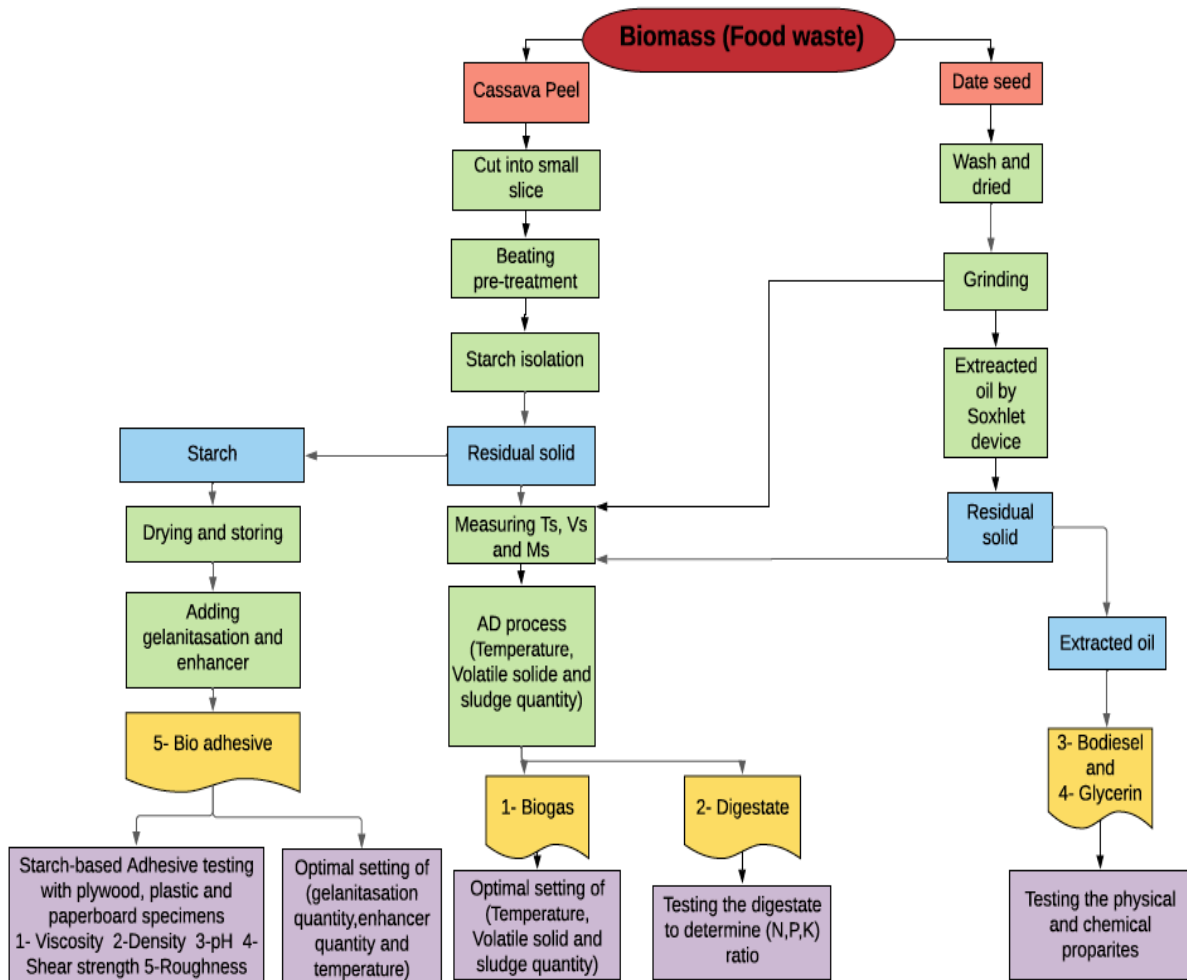 Biomass (Food waste)
Cassava Peel
Date seed
Cut into small
slice
Wash and
dried
Beating
pre-treatment
Grinding
Starch isolation
Extreacted
oil by
Soxhlet
device
Starch
Residual solid
Residual
solid
Drying and storing
Measuring Ts, Vs
and Ms
Adding
gelanitasation and
enhancer
AD process
(Temperature,
Volatile solide and
sludge quantity)
Extracted oil
5- Bio adhesive
1- Biogas
2- Digestate
3- Bodiesel
and
4- Glycerin
Starch-based Adhesive testing
with plywood, plastic and
paperboard specimens
1- Viscosity 2-Density 3-pH 4-
Shear strength 5-Roughness
Optimal setting of
(gelanitasation
quantity,enhancer
quantity and
temperature)
Optimal setting of
(Temperature,
Volatile solid and
sludge quantity)
Testing the digestate
to determine (N,P,K)
ratio
Testing the physical
and chemical
proparites